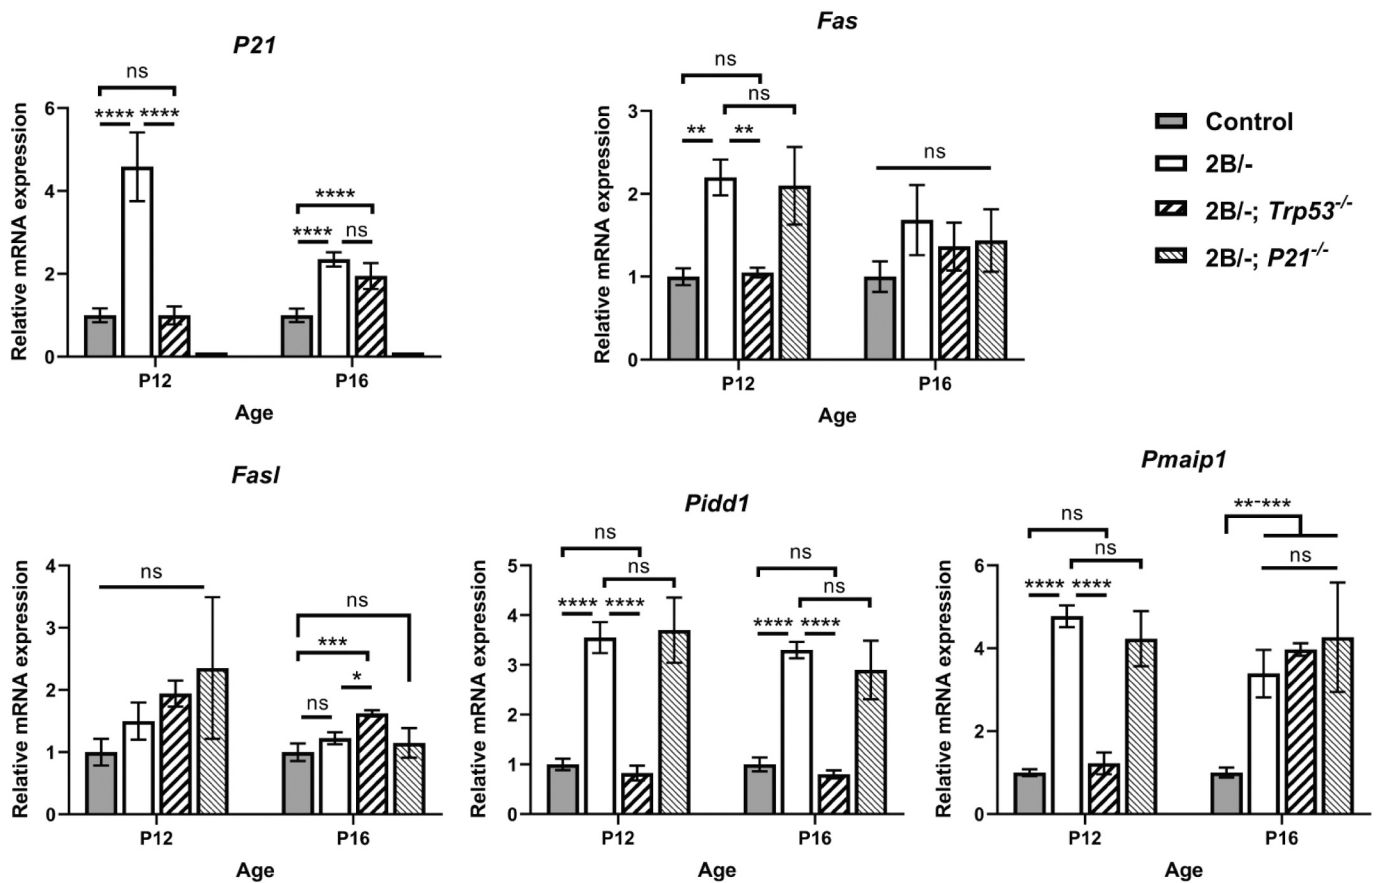 P21
ns
**** ****
****
**** ns
Relative mRNA expression
6
4
2
0
P12
P16
Age
Fas
ns
ns
** **
ns
Relative mRNA expression
3
2
1
0
P12
P16
Age
Control
2B/-
2B/-; Trp53-/-
2B/-; P21-/-
Fasl
ns
ns
***
*
ns
Relative mRNA expression
4
3
2
1
0
P12
P16
Age
Pidd1
ns
ns
**** ****
ns
ns
**** ****
Relative mRNA expression
5
4
3
2
1
0
P12
P16
Age
Pmaip1
ns
ns
**** ****
**-***
ns
Relative mRNA expression
6
4
2
0
P12
P16
Age